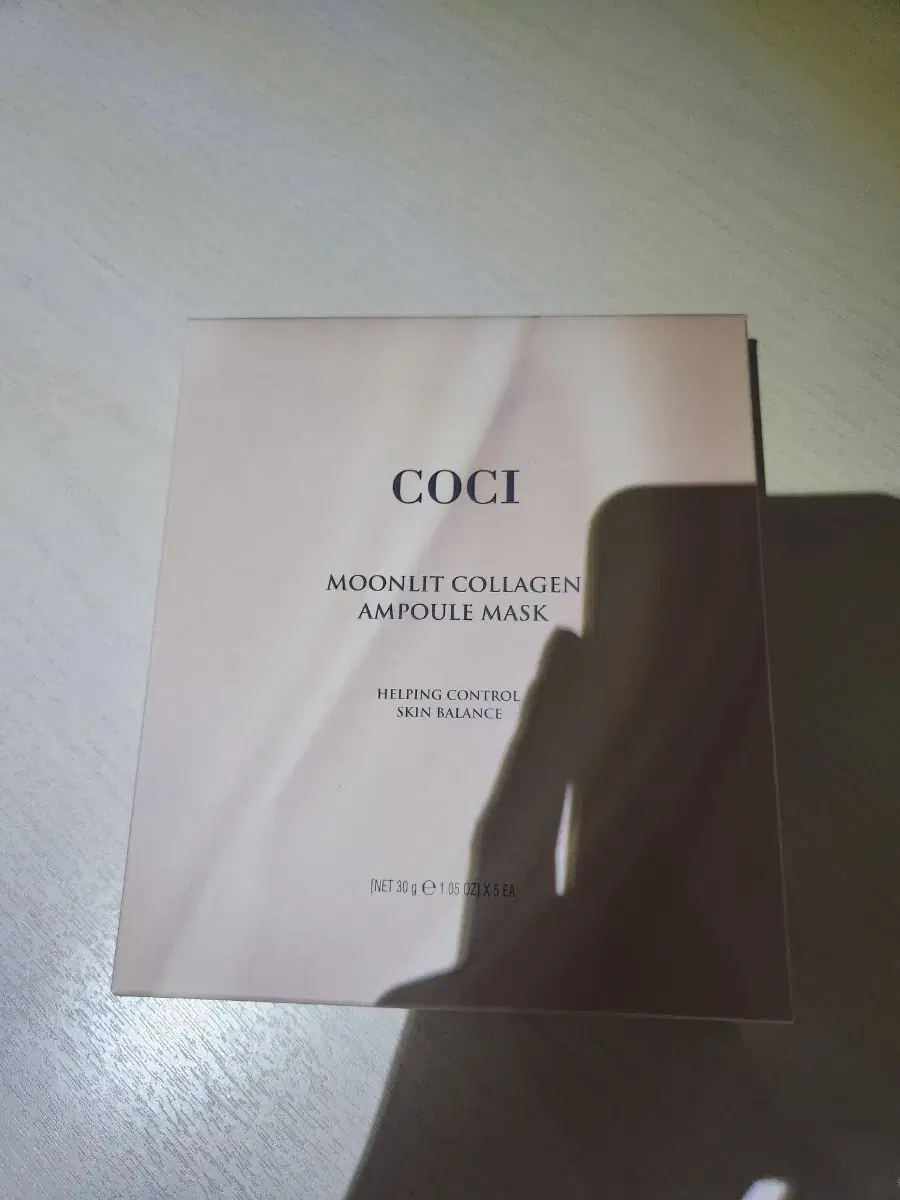 COCI
MOONLIT COLLAGEN
AMPOULE MASK
HELPING CONTROL
SKIN BALANCE
[NET 30 g ℮ 1.05 OZ] X 5 EA